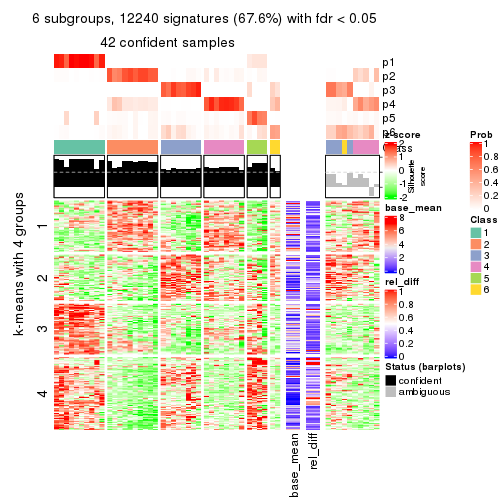 6 subgroups, 12240 signatures (67.6%) with fdr < 0.05
42 confident samples
p1
p2
p3
p4
p5
p6
Class
Silhouette
score
k-means with 4 groups
1
2
3
4
base_mean
rel_diff
z-score
2
1
0
-1
-2
base_mean
8
6
4
2
0
rel_diff
1
0.8
0.6
0.4
0.2
0
Status (barplots)
confident
ambiguous
Prob
1
0.8
0.6
0.4
0.2
0
Class
1
2
3
4
5
6